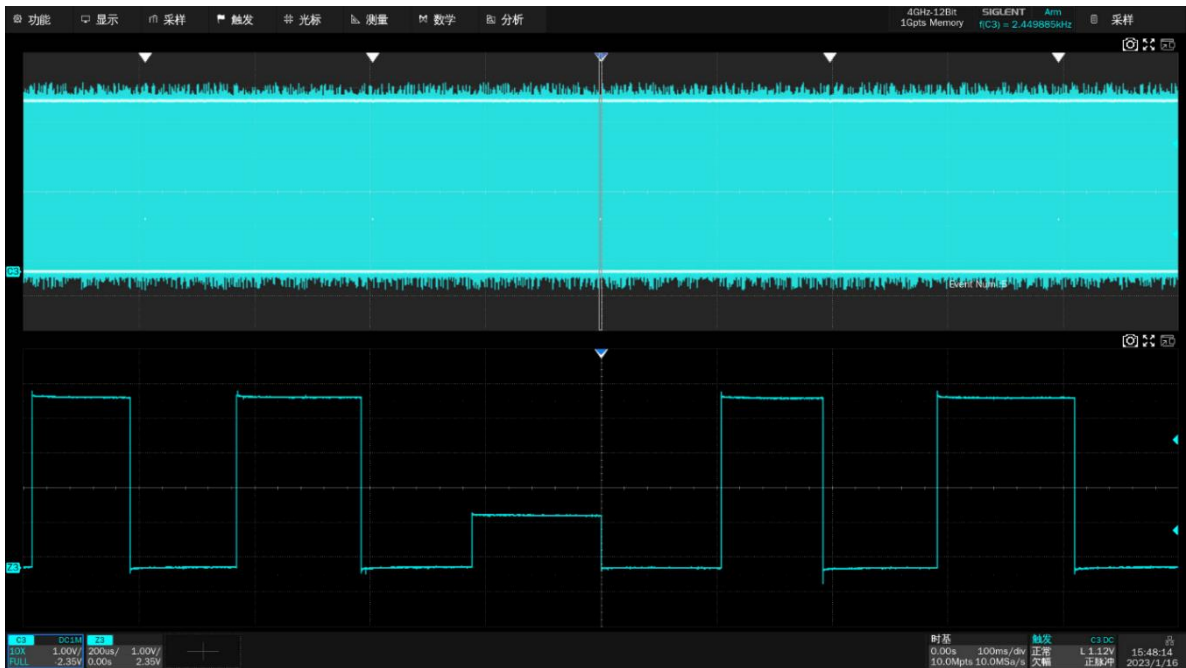 功能 显示 采样 触发 光标 测量 数学 分析
4GHz-12Bit SIGLENT Arm
1Gpts Memory f(C3) = 2.449885kHz
采样
C3
Event Num: 5
Z3
C3 DC1M Z3
10X 1.00V/ 200us/ 1.00V/
FULL -2.35V 0.00s 2.35V
时基 触发 C3 DC
0.00s 100ms/div 正常 L 1.12V 15:48:14
10.0Mpts 10.0MSa/s 欠幅 正脉冲 2023/1/16